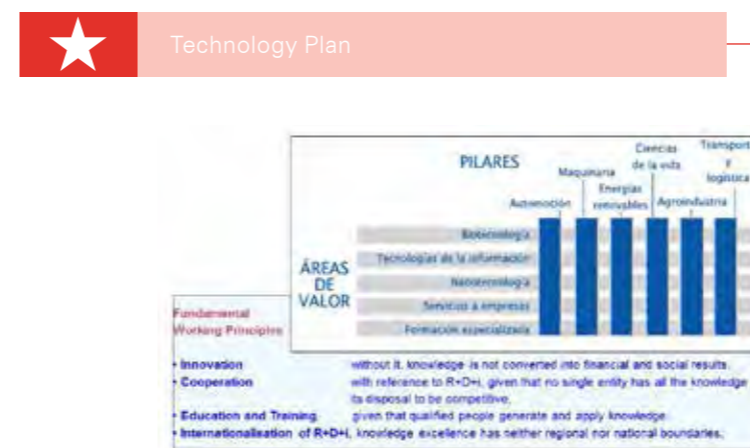 Technology Plan
PILARES
Ciencias de la vida
Transport y logística
Maquinaria
Energías renovables
Automoción
Agroindustria
Biotecnología
Tecnologías de la información
Nanotecnología
Servicios a empresas
Formación especializada
ÁREAS
DE
VALOR
Fundamental
Working Principles
• Innovation without it, knowledge is not converted into financial and social results.
• Cooperation with reference to R+D+i, given that no single entity has all the knowledge
its disposal to be competitive.
• Education and Training given that qualified people generate and apply knowledge
• Internationalisation of R+D+i, knowledge excellence has neither regional nor national boundaries.